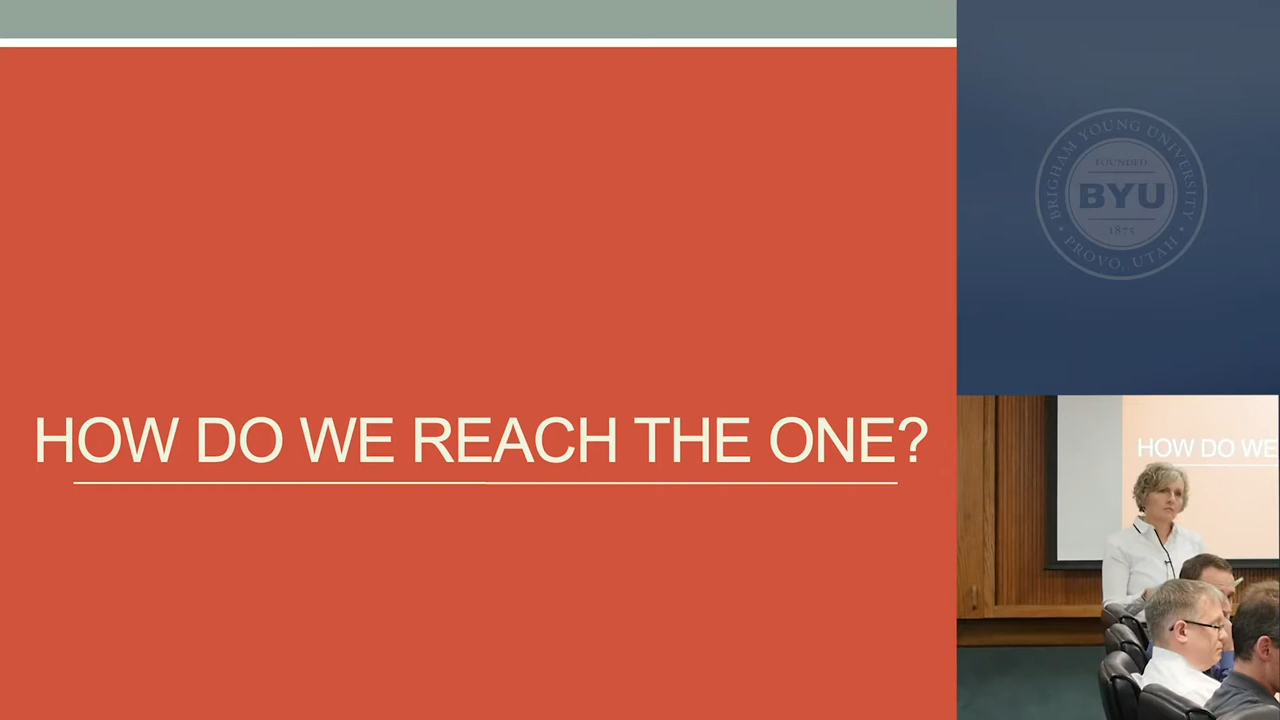 HOW DO WE REACH THE ONE?
BRIGHAM YOUNG UNIVERSITY
FOUNDED
BYU
1875
PROVO, UTAH
HOW DO WE